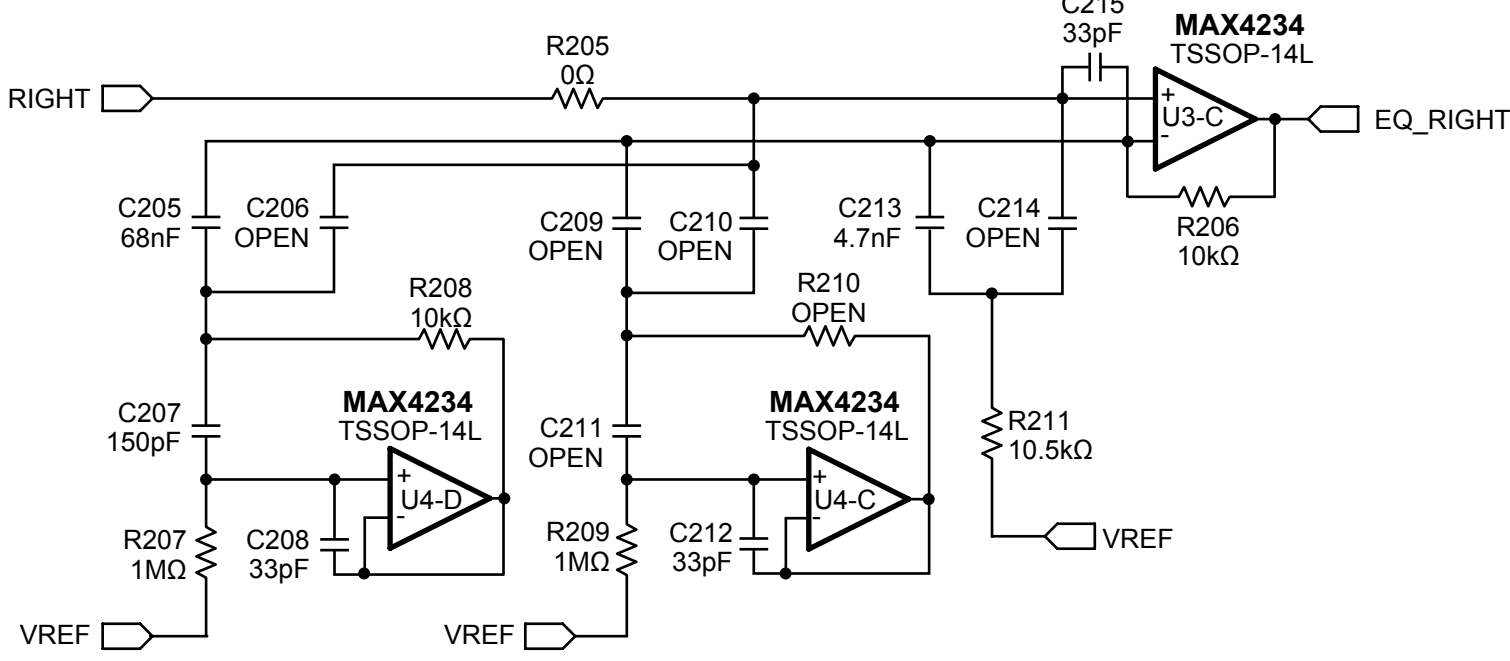 C215
33pF
MAX4234
TSSOP-14L
R205
0Ω
RIGHT
+
U3-C
-
EQ_RIGHT
C205
68nF
C206
OPEN
C209
OPEN
C210
OPEN
C213
4.7nF
C214
OPEN
R206
10kΩ
R208
10kΩ
R210
OPEN
C207
150pF
MAX4234
TSSOP-14L
C211
OPEN
MAX4234
TSSOP-14L
R211
10.5kΩ
+
U4-D
-
+
U4-C
-
R207
1MΩ
C208
33pF
R209
1MΩ
C212
33pF
VREF
VREF
VREF